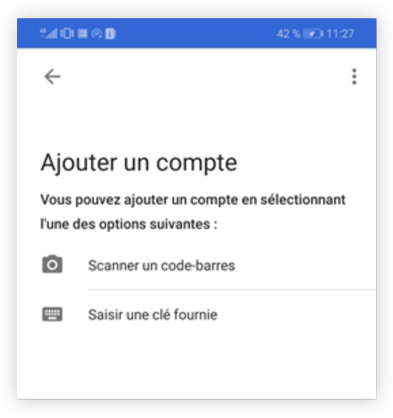 42 % 11:27
Ajouter un compte
Vous pouvez ajouter un compte en sélectionnant
l'une des options suivantes :
Scanner un code-barres
Saisir une clé fournie